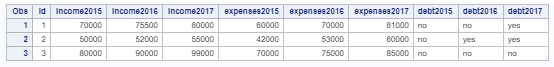 Obs id income2015 income2016 income2017 expenses2015 expenses2016 expenses2017 debt2015 debt2016 debt2017
1 1 70000 75500 80000 60000 70000 81000 no no yes
2 2 50000 52000 55000 42000 53000 60000 no yes yes
3 3 80000 90000 99000 70000 75000 85000 no no no